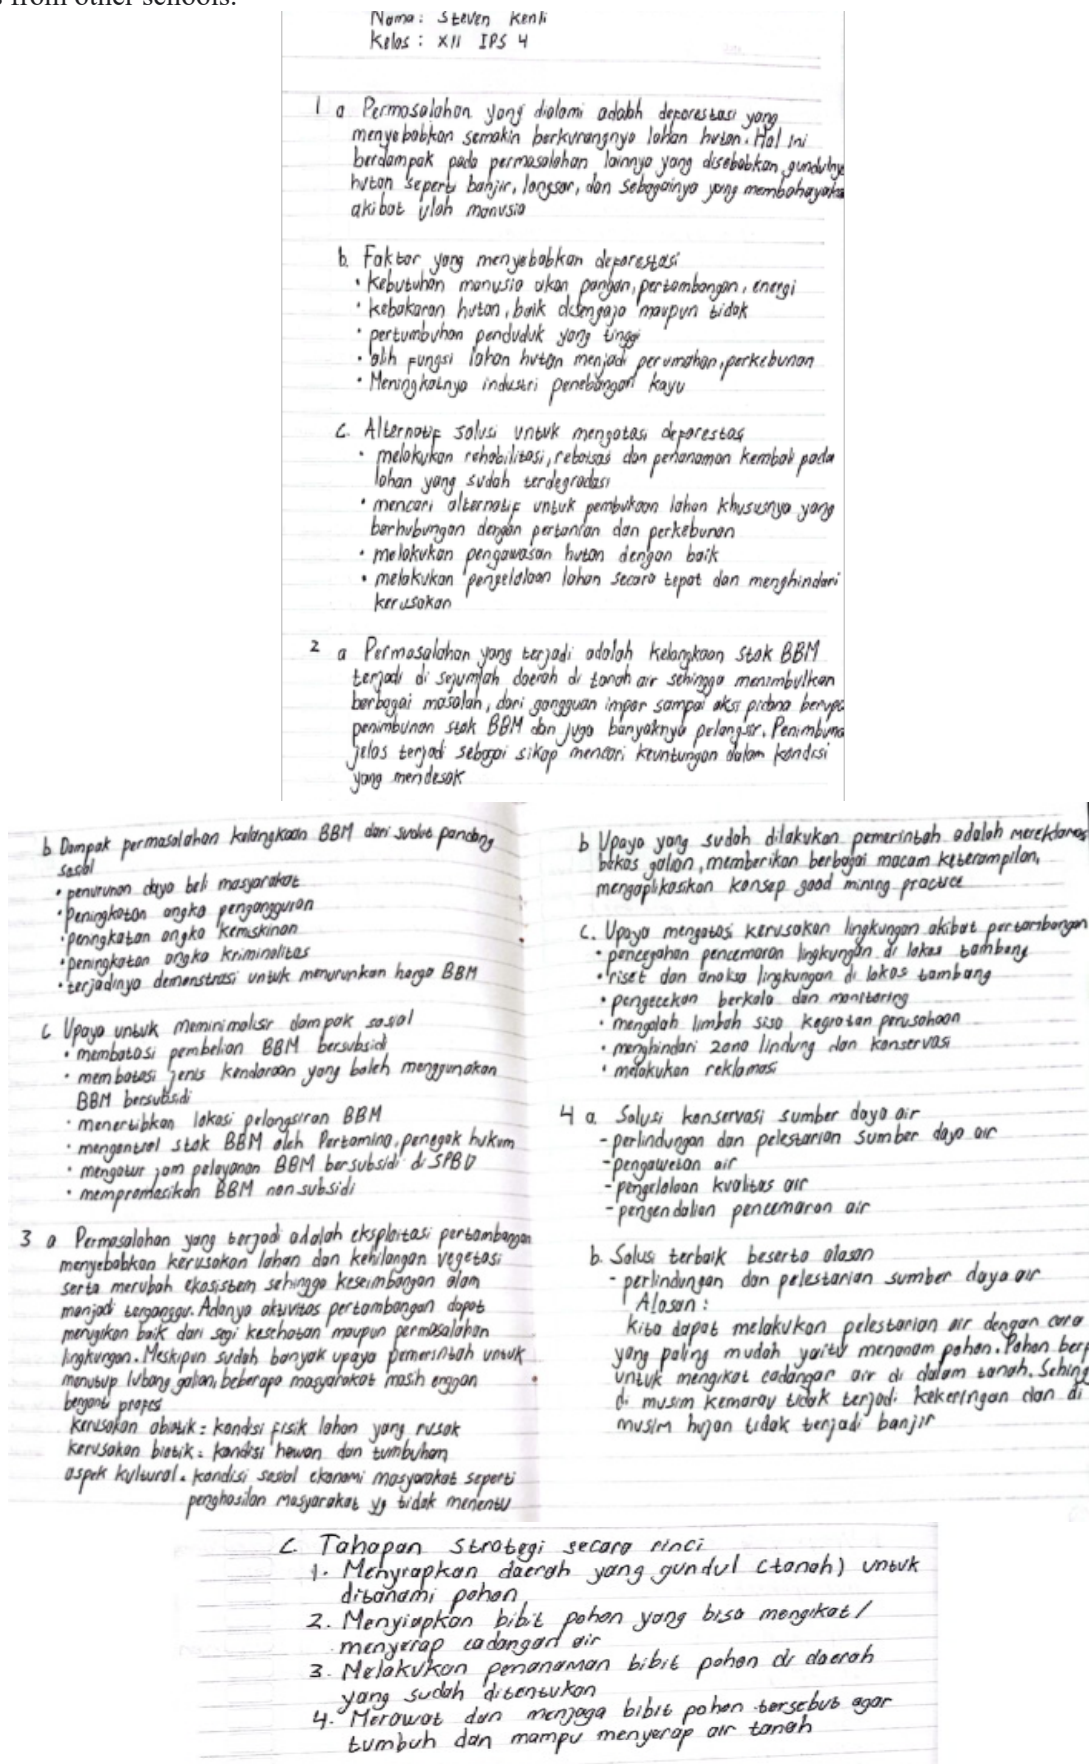 s from other schools.
Nama : Steven Kenli
Kelas : XII IPS 4
1 a Permasalahan yang dialami adalah deporestasi yang
menyebabkan semakin berkurangnya lahan hutan. Hal ini
berdampak pada permasalahan lainnya yang disebabkan gundulnya
hutan seperti banjir, longsor, dan sebagainya yang membahayaka
akibat ulah manusia
b. Faktor yang menyebabkan deporestasi
• Kebutuhan manusia akan pangan, pertambangan, energi
• kebakaran hutan, baik disengaja maupun tidak
• pertumbuhan penduduk yang tinggi
• alih fungsi lahan hutan menjadi perumahan, perkebunan
• Meningkatnya industri penebangan kayu
C. Alternatif solusi untuk mengatasi deporestas
• melakukan rehabilitasi, reboisasi dan penanaman kembali pada
lahan yang sudah terdegradasi
• mencari alternatif untuk pembukaan lahan khususnya yang
berhubungan dengan pertanian dan perkebunan
• melakukan pengawasan hutan dengan baik
• melakukan pengelolaan lahan secara tepat dan menghindari
kerusakan
2 a Permasalahan yang terjadi adalah kelangkaan stok BBM
terjadi di sejumlah daerah di tanah air sehingga menimbulkan
berbagai masalah, dari gangguan impor sampai aksi pidana berupa
penimbunan stok BBM dan juga banyaknya pelangsir. Penimbuna
jelas terjadi sebagai sikap mencari keuntungan dalam kondisi
yang mendesak
b Dampak permasalahan kelangkaan BBM dari sudut pandang
sosial
• penurunan daya beli masyarakat
• Peningkatan angka pengangguran
• peningkatan angka kemiskinan
• peningkatan angka kriminalitas
• terjadinya demonstrasi untuk menurunkan harga BBM
C Upaya untuk meminimalisir dampak sosial
• membatasi pembelian BBM bersubsidi
• membatasi jenis kendaraan yang boleh menggunakan
BBM bersubsidi
• menertibkan lokasi pelangsiran BBM
• mengontrol stok BBM oleh Pertamina, penegak hukum
• mengatur jam pelayanan BBM bersubsidi di SPBU
• mempromosikan BBM non subsidi
3 a Permasalahan yang terjadi adalah eksploitasi pertambangan
menyebabkan kerusakan lahan dan kehilangan vegetasi
serta merubah ekosistem sehingga keseimbangan alam
menjadi terganggu. Adanya aktivitas pertambangan dapat
merugikan baik dari segi kesehatan maupun permasalahan
lingkungan. Meskipun sudah banyak upaya pemerintah untuk
menutup lubang galian, beberapa masyarakat masih enggan
berganti profesi
kerusakan abiotik : kondisi fisik lahan yang rusak
kerusakan biotik : kondisi hewan dan tumbuhan
aspek kultural : kondisi sosial ekonomi masyarakat seperti
penghasilan masyarakat yg tidak menentu
b Upaya yang sudah dilakukan pemerintah adalah mereklamas
bekas galian, memberikan berbagai macam keterampilan,
mengaplikasikan konsep good mining practice
C. Upaya mengatasi kerusakan lingkungan akibat pertambangan
• pencegahan pencemaran lingkungan di lokas tambang
• riset dan analisa lingkungan di lokas tambang
• pengecekan berkala dan monitoring
• mengolah limbah sisa kegiatan perusahaan
• menghindari zona lindung dan konservasi
• melakukan reklamasi
4 a. Solusi konservasi sumber daya air
- perlindungan dan pelestarian sumber daya air
- pengawetan air
- pengelolaan kualitas air
- pengendalian pencemaran air
b. Solusi terbaik beserta alasan
- perlindungan dan pelestarian sumber daya air
Alasan :
kita dapat melakukan pelestarian air dengan cara
yang paling mudah yaitu menanam pohon. Pohon berf
untuk mengikat cadangar air di dalam tanah. Sehing
di musim kemarau tidak terjadi kekeringan dan di
musim hujan tidak terjadi banjir
C. Tahapan strategi secara rinci
1. Menyiapkan daerah yang gundul (tanah) untuk
ditanami pohon
2. Menyiapkan bibit pohon yang bisa mengikat /
menyerap cadangan air
3. Melakukan penanaman bibit pohon di daerah
yang sudah ditentukan
4. Merawat dan menjaga bibit pohon tersebut agar
tumbuh dan mampu menyerap air tanah